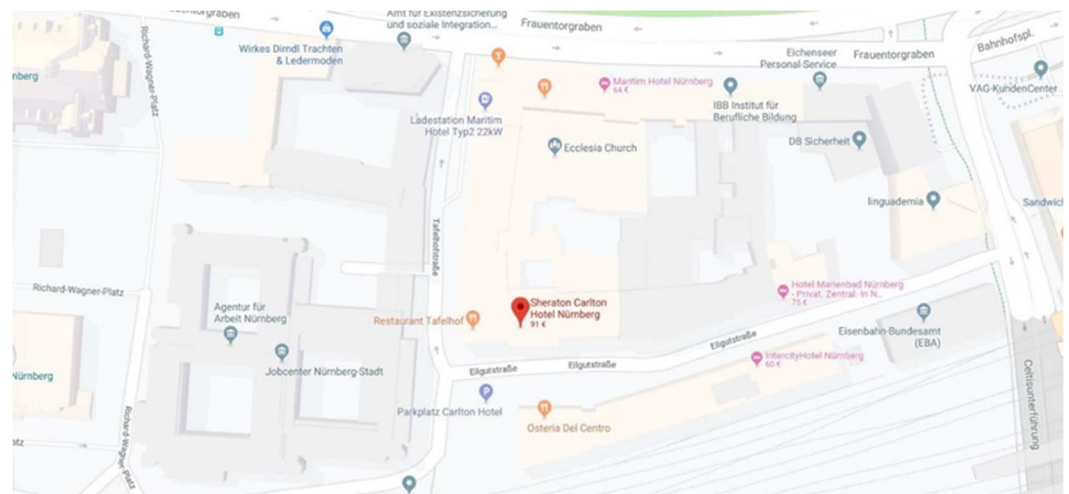 Frauentorgraben
Amt für Existenzsicherung
und soziale Integration...
Frauentorgraben
Bahnhofspl.
Wirkes Dirndl Trachten
& Ledermoden
Eichenseer
Personal-Service
Frauentorgraben
Richard-Wagner-Platz
nberg
Maritim Hotel Nürnberg
64 €
VAG-KundenCenter
Ladestation Maritim
Hotel Typ2 22kW
IBB Institut für
Berufliche Bildung
Ecclesia Church
DB Sicherheit
linguademia
Sandwich
Tafelhofstraße
Richard-Wagner-Platz
Hotel Marienbad Nürnberg
- Privat. Zentral. In N...
75 €
Agentur für
Arbeit Nürnberg
Restaurant Tafelhof
Sheraton Carlton
Hotel Nürnberg
91 €
Eisenbahn-Bundesamt
(EBA)
Eilgutstraße
IntercityHotel Nürnberg
60 €
Eilgutstraße
Eilgutstraße
Jobcenter Nürnberg-Stadt
Nürnberg
Celtisunterführung
Parkplatz Carlton Hotel
Osteria Del Centro
Richard-Wagner-Platz
tz